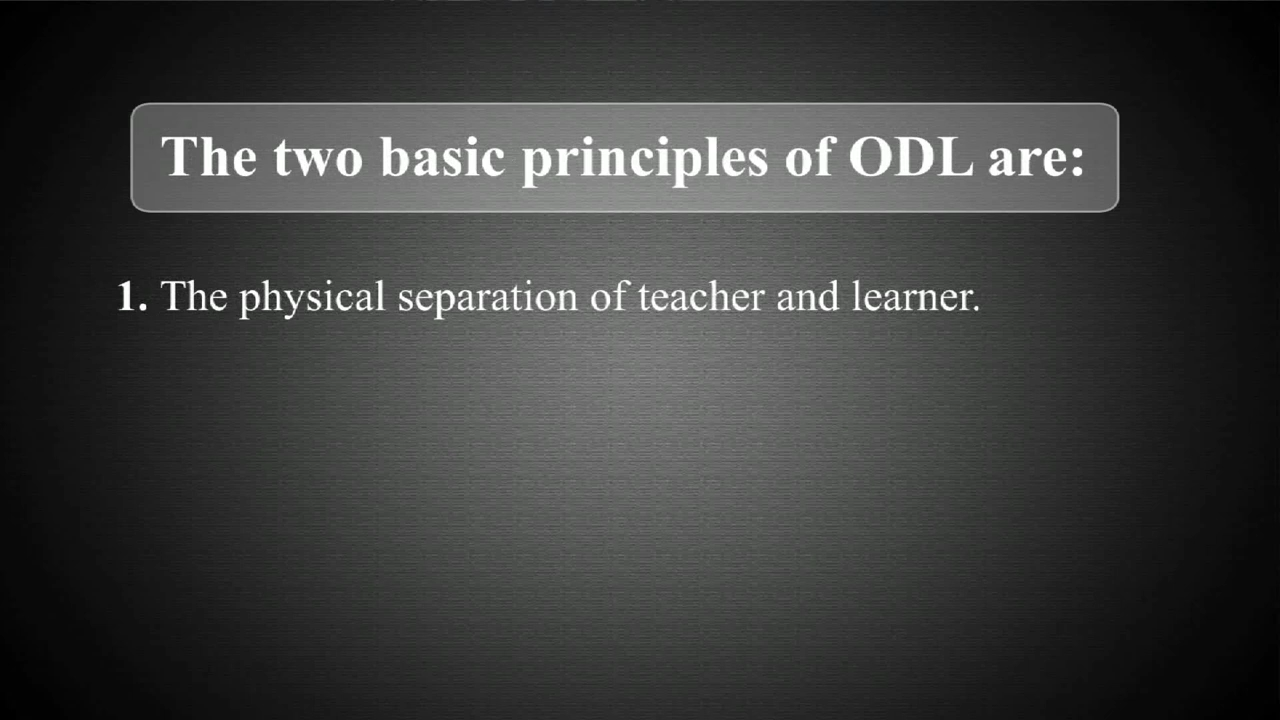 The two basic principles of ODL are:
1. The physical separation of teacher and learner.